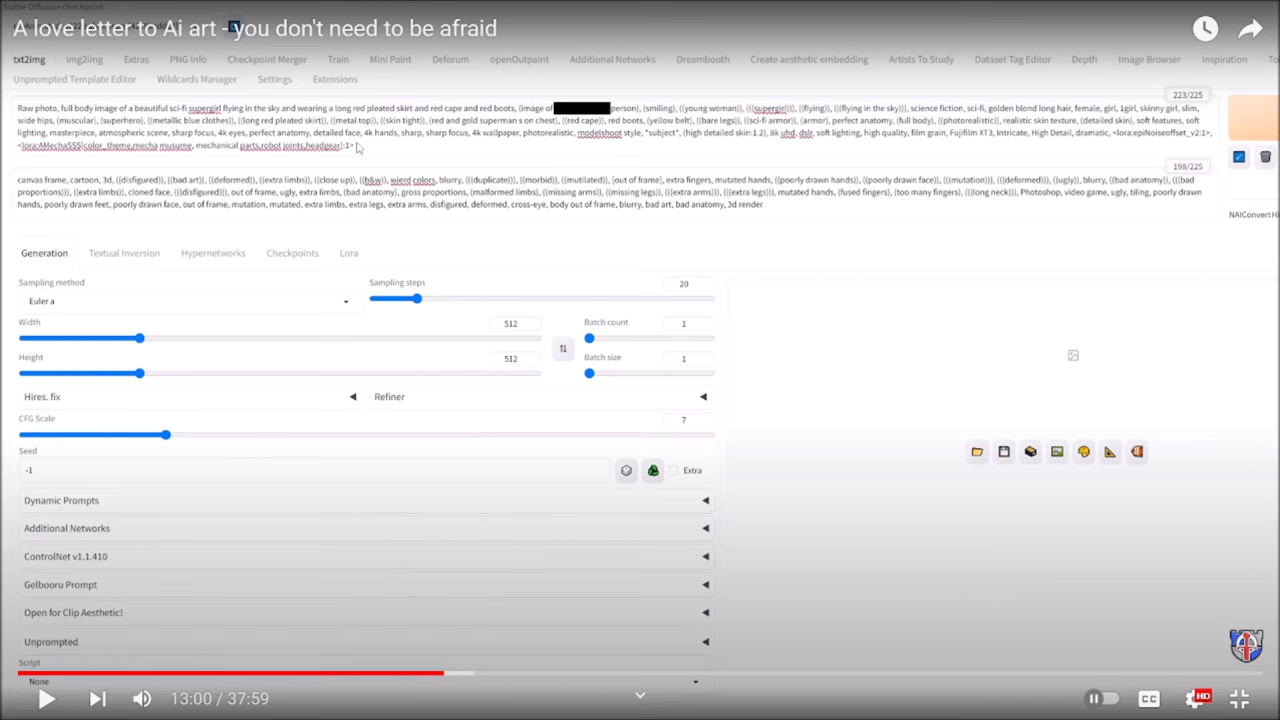 Stable Diffusion checkpoint
A love letter to Ai art - you don't need to be afraid
txt2img img2img Extras PNG Info Checkpoint Merger Train Mini Paint Deforum openOutpaint Additional Networks Dreambooth Create aesthetic embedding Artists To Study Dataset Tag Editor Depth Image Browser Inspiration To
Unprompted Template Editor Wildcards Manager Settings Extensions
223/225
Raw photo, full body image of a beautiful sci-fi supergirl flying in the sky and wearing a long red pleated skirt and red cape and red boots, (image of person), (smiling), ((young woman)), (((supergirl))), ((flying)), (((flying in the sky))), science fiction, sci-fi, golden blond long hair, female, girl, 1girl, skinny girl, slim,
wide hips, (muscular), (superhero), ((metallic blue clothes)), ((long red pleated skirt)), ((metal top)), ((skin tight)), (red and gold superman s on chest), ((red cape)), red boots, (yellow belt), ((bare legs)), ((sci-fi armor)), (armor), perfect anatomy, (full body), ((photorealistic)), realistic skin texture, (detailed skin), soft features, soft
lighting, masterpiece, atmospheric scene, sharp focus, 4k eyes, perfect anatomy, detailed face, 4k hands, sharp, sharp focus, 4k wallpaper, photorealistic, modelshoot style, *subject*, (high detailed skin:1.2), 8k uhd, dslr, soft lighting, high quality, film grain, Fujifilm XT3, Intricate, High Detail, dramatic, <lora:epiNoiseoffset_v2:1>,
<lora:AMechaSSS[color_theme,mecha musume, mechanical parts,robot joints,headgear]:1>
198/225
canvas frame, cartoon, 3d, ((disfigured)), ((bad art)), ((deformed)), ((extra limbs)), ((close up)), ((b&w)), wierd colors, blurry, (((duplicate))), ((morbid)), ((mutilated)), [out of frame], extra fingers, mutated hands, ((poorly drawn hands)), ((poorly drawn face)), (((mutation))), (((deformed))), ((ugly)), blurry, ((bad anatomy)), (((bad
proportions))), ((extra limbs)), cloned face, (((disfigured))), out of frame, ugly, extra limbs, (bad anatomy), gross proportions, (malformed limbs), ((missing arms)), ((missing legs)), (((extra arms))), (((extra legs))), mutated hands, (fused fingers), (too many fingers), (((long neck))), Photoshop, video game, ugly, tiling, poorly drawn
hands, poorly drawn feet, poorly drawn face, out of frame, mutation, mutated, extra limbs, extra legs, extra arms, disfigured, deformed, cross-eye, body out of frame, blurry, bad art, bad anatomy, 3d render
NAIConvertHi
Generation Textual Inversion Hypernetworks Checkpoints Lora
Sampling method Sampling steps 20
Euler a
Width 512 Batch count 1
Height 512 Batch size 1
Hires. fix Refiner
CFG Scale 7
Seed
-1 Extra
Dynamic Prompts
Additional Networks
ControlNet v1.1.410
Gelbooru Prompt
Open for Clip Aesthetic!
Unprompted
Script
None
13:00 / 37:59 CC HD